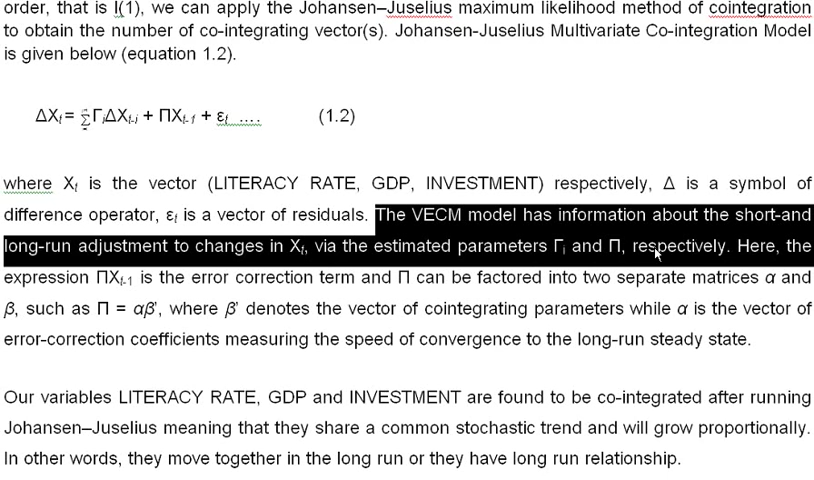 order, that is I(1), we can apply the Johansen–Juselius maximum likelihood method of cointegration
to obtain the number of co-integrating vector(s). Johansen-Juselius Multivariate Co-integration Model
is given below (equation 1.2).
ΔXₜ = ∑ΓᵢΔXₜ₋ᵢ + ΠXₜ₋₁ + εₜ .... (1.2)
where Xₜ is the vector (LITERACY RATE, GDP, INVESTMENT) respectively, Δ is a symbol of
difference operator, εₜ is a vector of residuals. The VECM model has information about the short-and
long-run adjustment to changes in Xₜ, via the estimated parameters Γᵢ and Π, respectively. Here, the
expression ΠXₜ₋₁ is the error correction term and Π can be factored into two separate matrices α and
β, such as Π = αβ’, where β’ denotes the vector of cointegrating parameters while α is the vector of
error-correction coefficients measuring the speed of convergence to the long-run steady state.
Our variables LITERACY RATE, GDP and INVESTMENT are found to be co-integrated after running
Johansen–Juselius meaning that they share a common stochastic trend and will grow proportionally.
In other words, they move together in the long run or they have long run relationship.